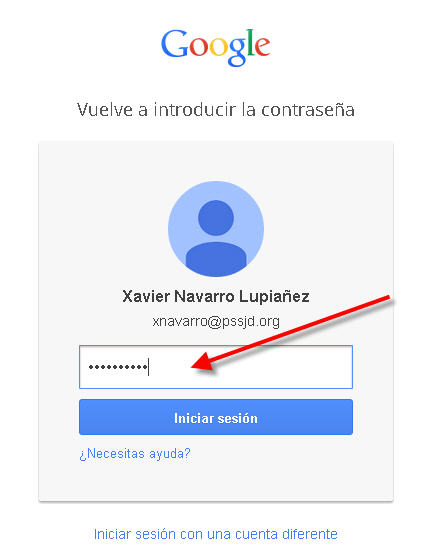 Google
Vuelve a introducir la contraseña
Xavier Navarro Lupiañez
xnavarro@pssjd.org
••••••••••
Iniciar sesión
¿Necesitas ayuda?
Iniciar sesión con una cuenta diferente